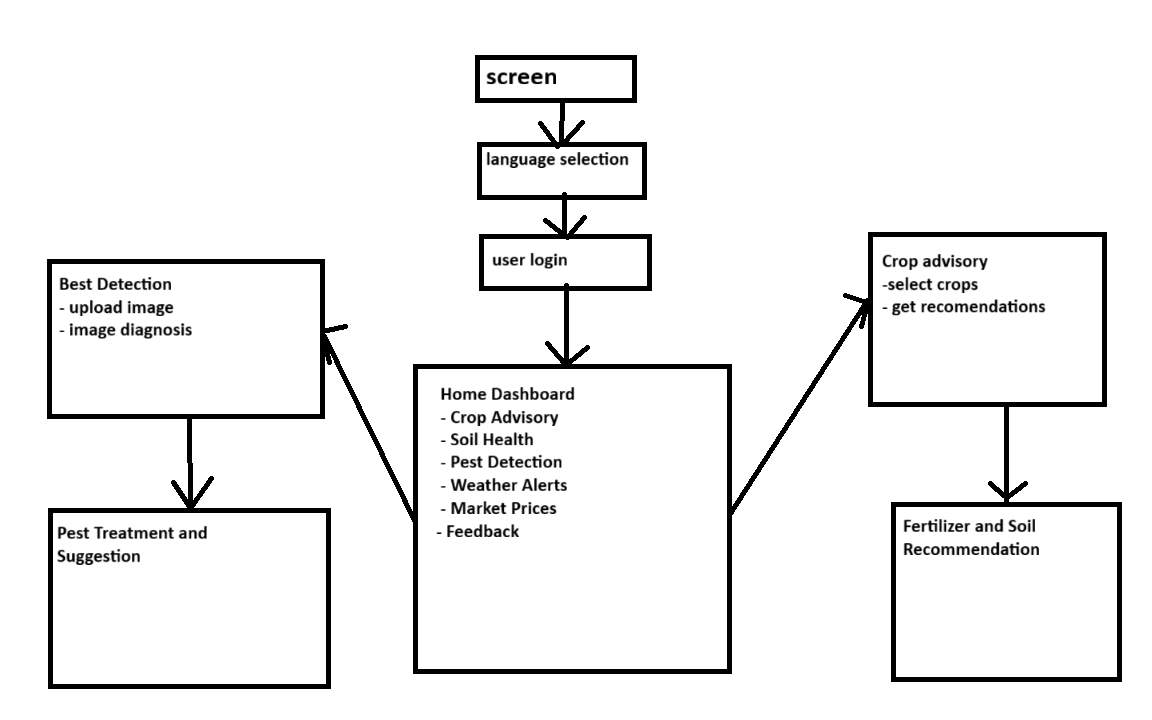 screen
language selection
user login
Best Detection
- upload image
- image diagnosis
Crop advisory
-select crops
- get recomendations
Home Dashboard
- Crop Advisory
- Soil Health
- Pest Detection
- Weather Alerts
- Market Prices
- Feedback
Pest Treatment and
Suggestion
Fertilizer and Soil
Recommendation